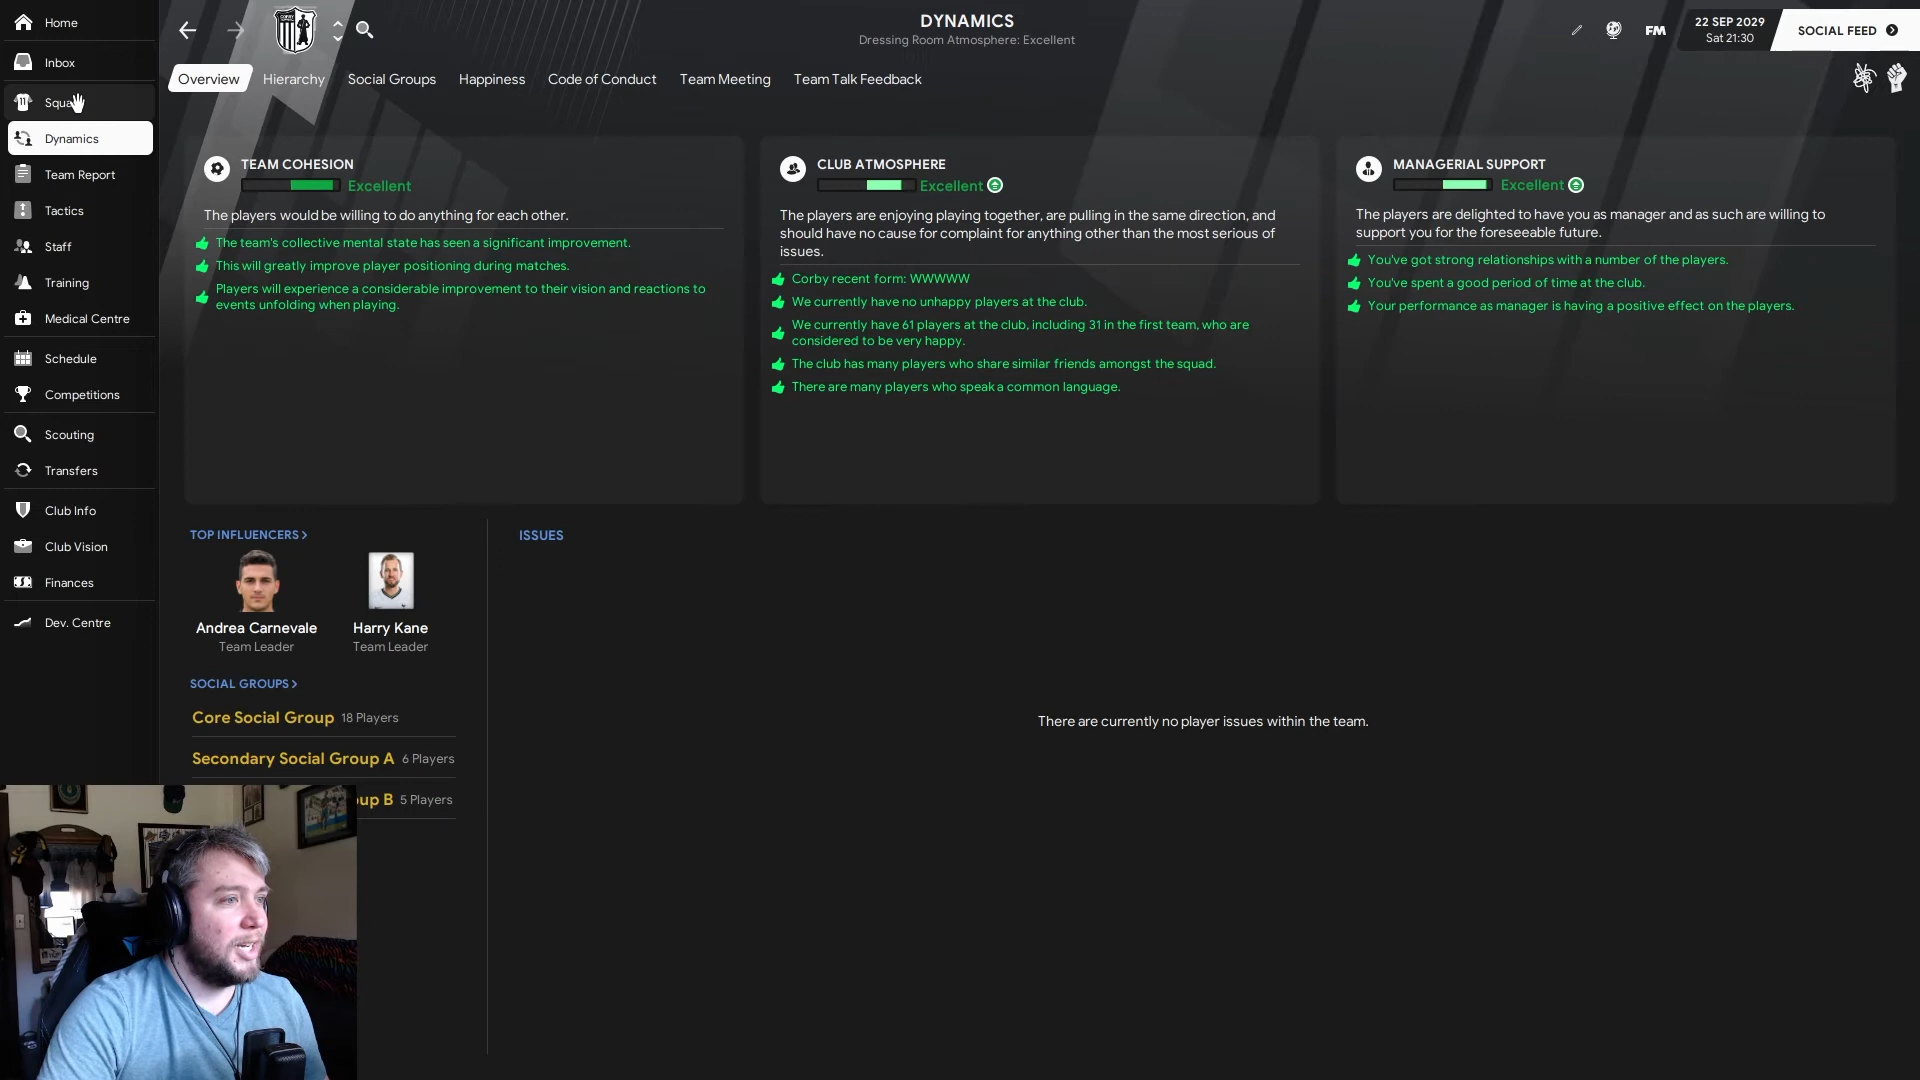 Home
Inbox
Squa
Dynamics
Team Report
Tactics
Staff
Training
Medical Centre
Schedule
Competitions
Scouting
Transfers
Club Info
Club Vision
Finances
Dev. Centre
CORBY
DYNAMICS
Dressing Room Atmosphere: Excellent
FM
22 SEP 2029
Sat 21:30
SOCIAL FEED
Overview
Hierarchy
Social Groups
Happiness
Code of Conduct
Team Meeting
Team Talk Feedback
TEAM COHESION
Excellent
The players would be willing to do anything for each other.
The team's collective mental state has seen a significant improvement.
This will greatly improve player positioning during matches.
Players will experience a considerable improvement to their vision and reactions to
events unfolding when playing.
CLUB ATMOSPHERE
Excellent
The players are enjoying playing together, are pulling in the same direction, and
should have no cause for complaint for anything other than the most serious of
issues.
Corby recent form: WWWWW
We currently have no unhappy players at the club.
We currently have 61 players at the club, including 31 in the first team, who are
considered to be very happy.
The club has many players who share similar friends amongst the squad.
There are many players who speak a common language.
MANAGERIAL SUPPORT
Excellent
The players are delighted to have you as manager and as such are willing to
support you for the foreseeable future.
You've got strong relationships with a number of the players.
You've spent a good period of time at the club.
Your performance as manager is having a positive effect on the players.
TOP INFLUENCERS >
Andrea Carnevale
Team Leader
Harry Kane
Team Leader
SOCIAL GROUPS >
Core Social Group 18 Players
Secondary Social Group A 6 Players
oup B 5 Players
ISSUES
There are currently no player issues within the team.